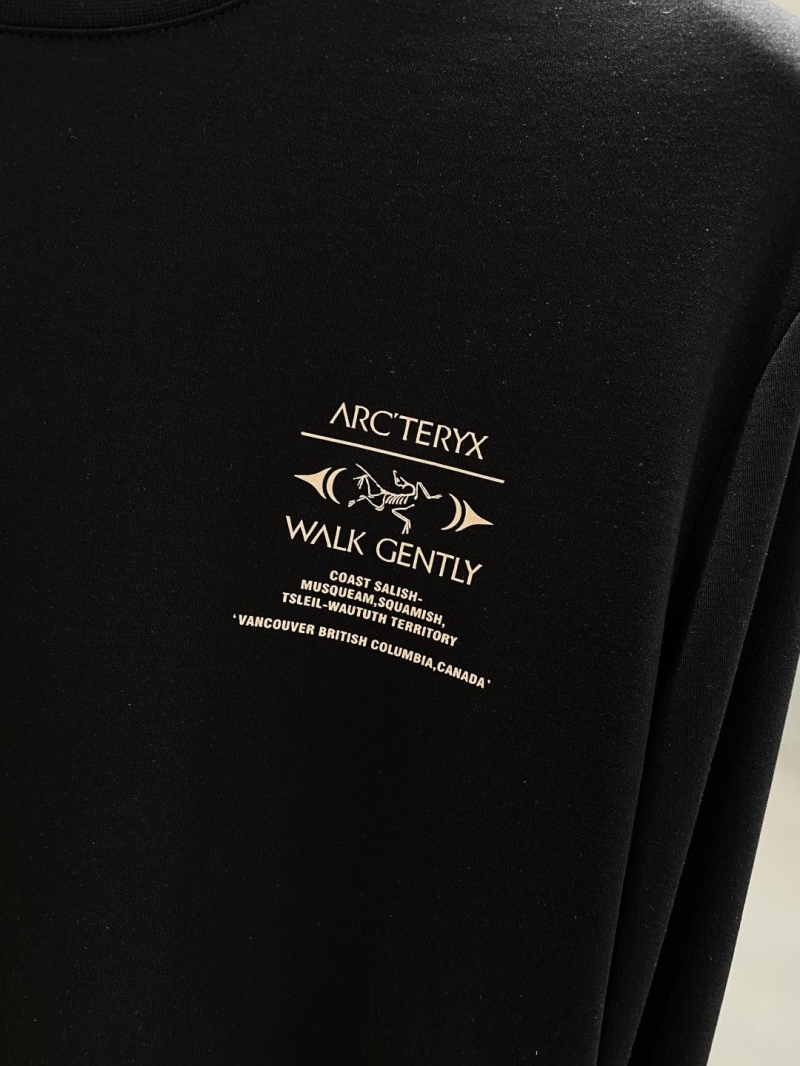 ARC'TERYX
WALK GENTLY
COAST SALISH-
MUSQUEAM,SQUAMISH,
TSLEIL-WAUTUTH TERRITORY
'VANCOUVER BRITISH COLUMBIA,CANADA'